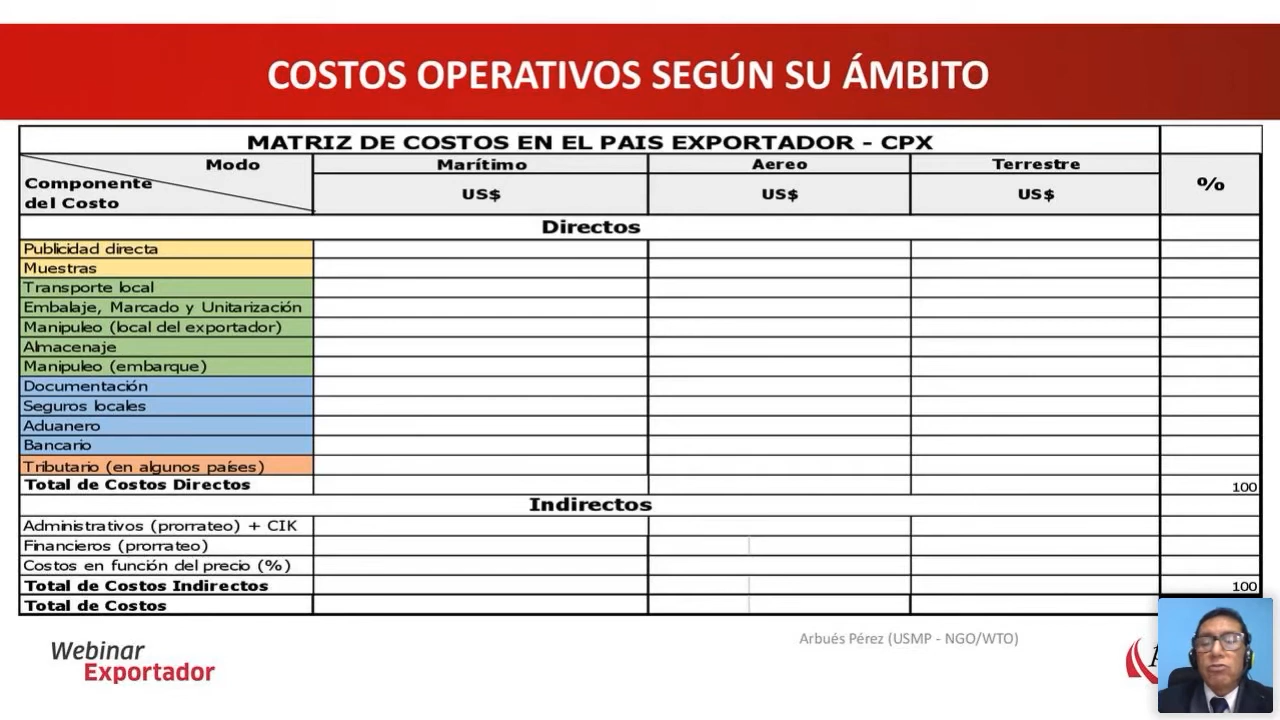 COSTOS OPERATIVOS SEGÚN SU ÁMBITO
MATRIZ DE COSTOS EN EL PAIS EXPORTADOR - CPX
Modo
Componente
del Costo
Marítimo
Aereo
Terrestre
%
US$
US$
US$
Directos
Publicidad directa
Muestras
Transporte local
Embalaje, Marcado y Unitarización
Manipuleo (local del exportador)
Almacenaje
Manipuleo (embarque)
Documentación
Seguros locales
Aduanero
Bancario
Tributario (en algunos países)
Total de Costos Directos 100
Indirectos
Administrativos (prorrateo) + CIK
Financieros (prorrateo)
Costos en función del precio (%)
Total de Costos Indirectos 100
Total de Costos
Arbués Pérez (USMP - NGO/WTO)
Webinar
Exportador